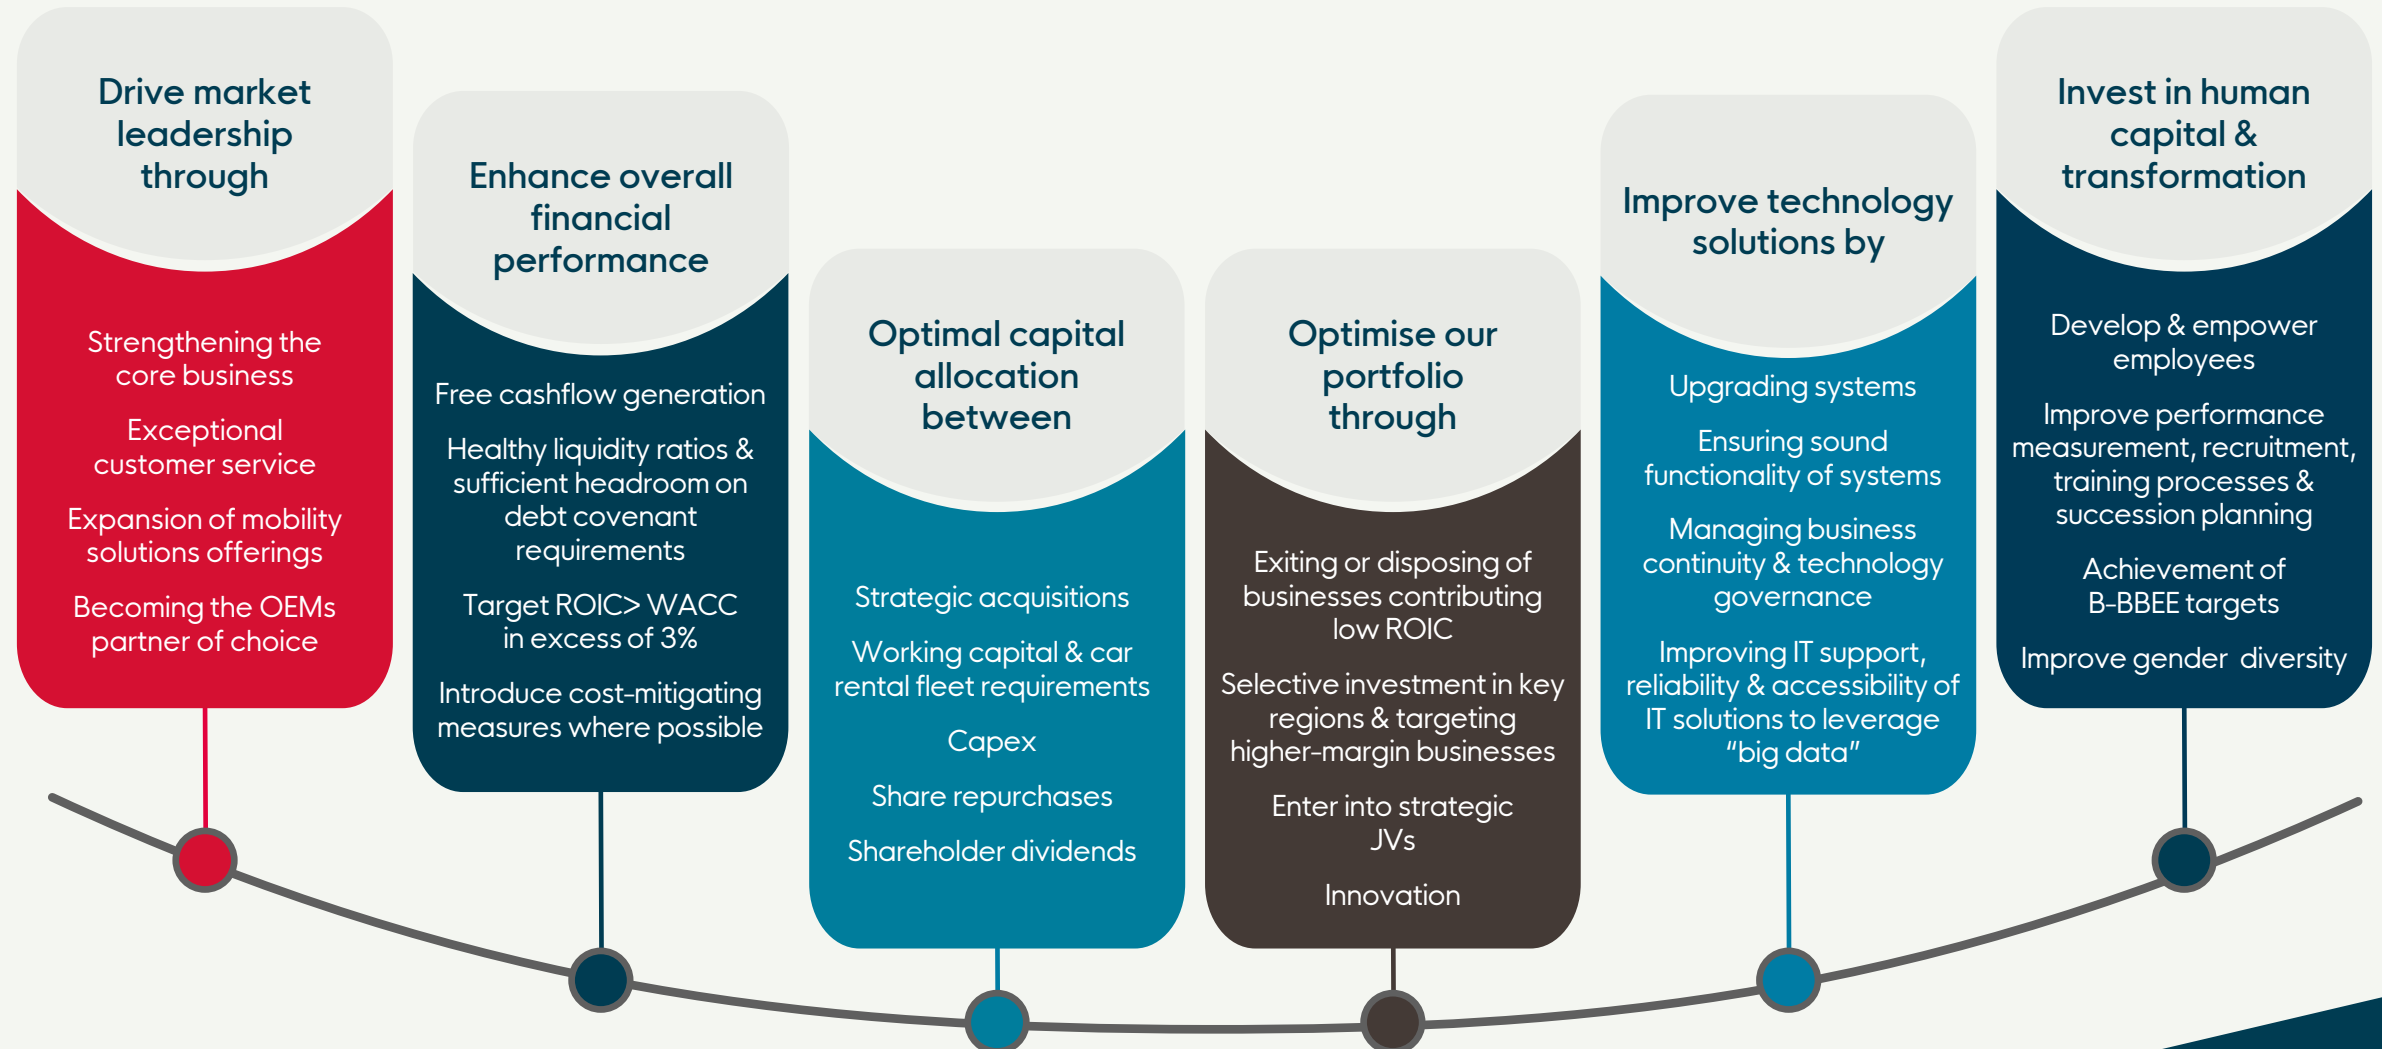 Drive market
leadership
through
Strengthening the
core business
Exceptional
customer service
Expansion of mobility
solutions offerings
Becoming the OEMs
partner of choice
Enhance overall
financial
performance
Free cashflow generation
Healthy liquidity ratios &
sufficient headroom on
debt covenant
requirements
Target ROIC> WACC
in excess of 3%
Introduce cost-mitigating
measures where possible
Optimal capital
allocation
between
Strategic acquisitions
Working capital & car
rental fleet requirements
Capex
Share repurchases
Shareholder dividends
Optimise our
portfolio
through
Exiting or disposing of
businesses contributing
low ROIC
Selective investment in key
regions & targeting
higher-margin businesses
Enter into strategic
JVs
Innovation
Improve technology
solutions by
Upgrading systems
Ensuring sound
functionality of systems
Managing business
continuity & technology
governance
Improving IT support,
reliability & accessibility of
IT solutions to leverage
“big data”
Invest in human
capital &
transformation
Develop & empower
employees
Improve performance
measurement, recruitment,
training processes &
succession planning
Achievement of
B-BBEE targets
Improve gender  diversity